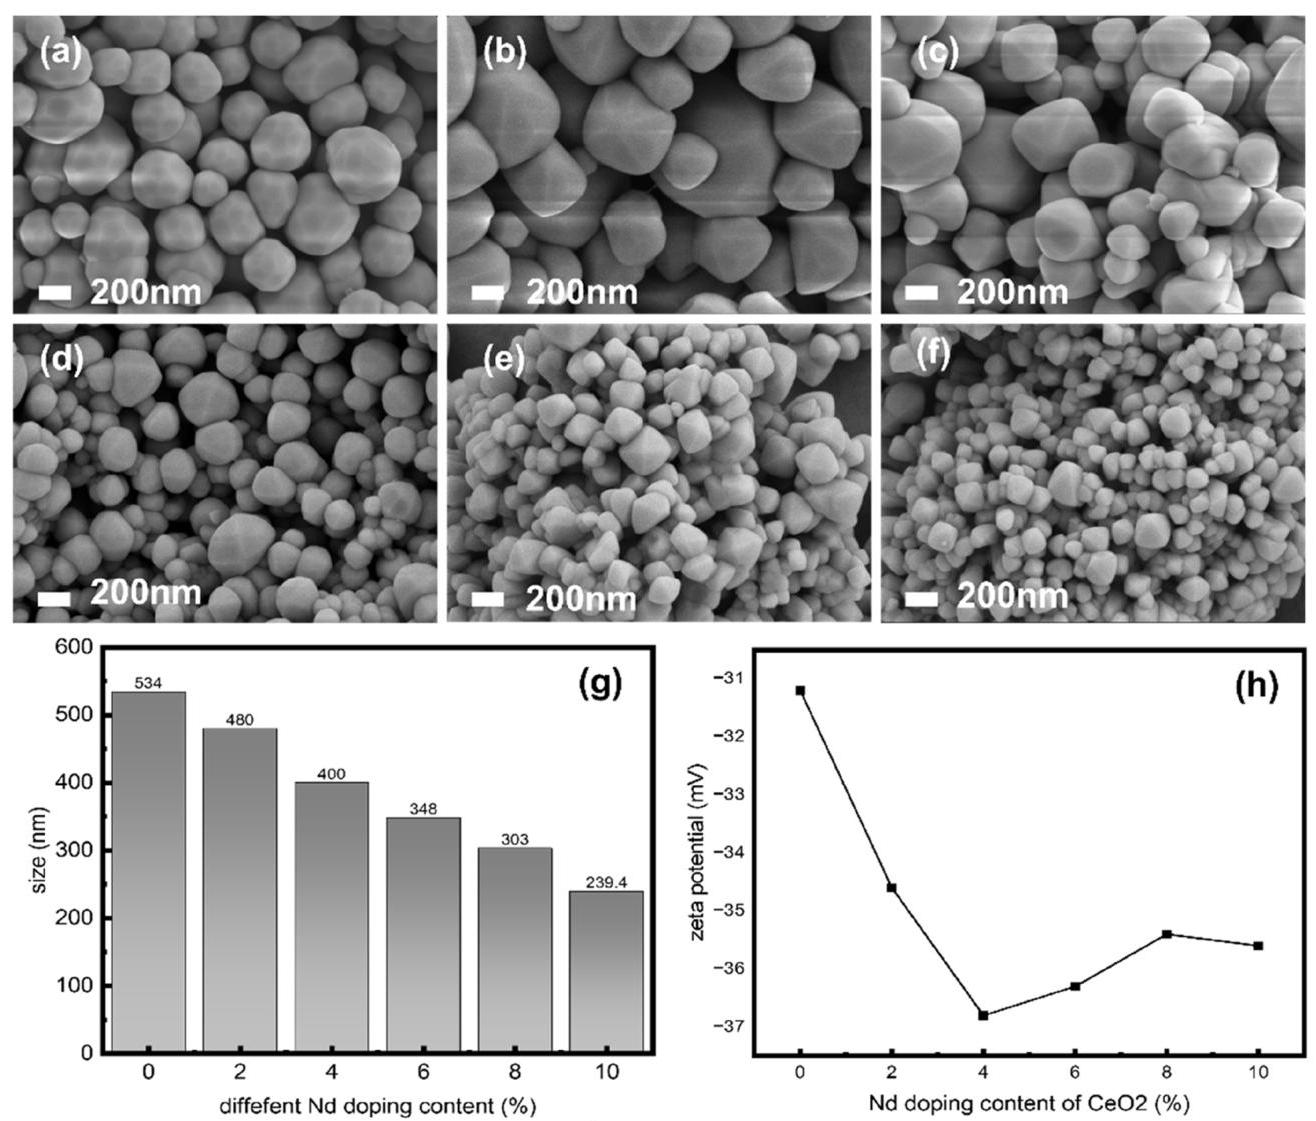 (a)
200nm
(b)
200nm
(c)
200nm
(d)
200nm
(e)
200nm
(f)
200nm
(g)
600
500
400
300
200
100
0
size (nm)
534
480
400
348
303
239.4
0 2 4 6 8 10
diffefent Nd doping content (%)
(h)
−31
−32
−33
−34
−35
−36
−37
zeta potential (mV)
0 2 4 6 8 10
Nd doping content of CeO2 (%)